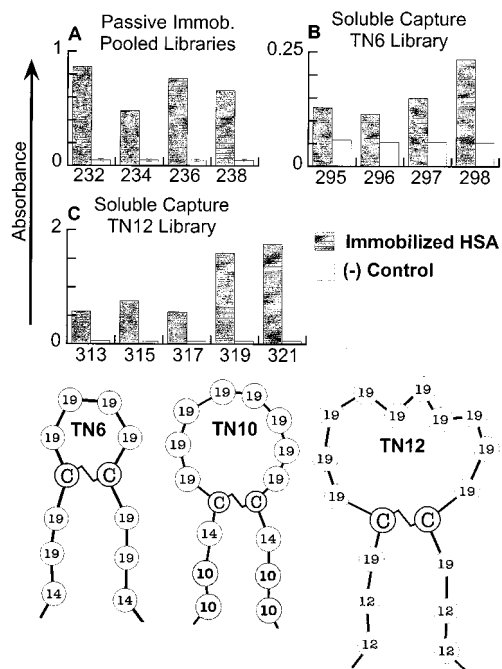 A Passive Immob.
Pooled Libraries
1
0
232 234 236 238
B Soluble Capture
TN6 Library
0.25
0
295 296 297 298
Absorbance
C Soluble Capture
TN12 Library
2
0
313 315 317 319 321
Immobilized HSA
(-) Control
TN6
19 19
19 19
C C
19 19
19 19
14 14
TN10
19 19
19 19
19 19
19 19
C C
14 14
10 10
10 10
TN12
19
19 19 19 19
19 19
19 19
C C
12 19
19 12
12 12
12